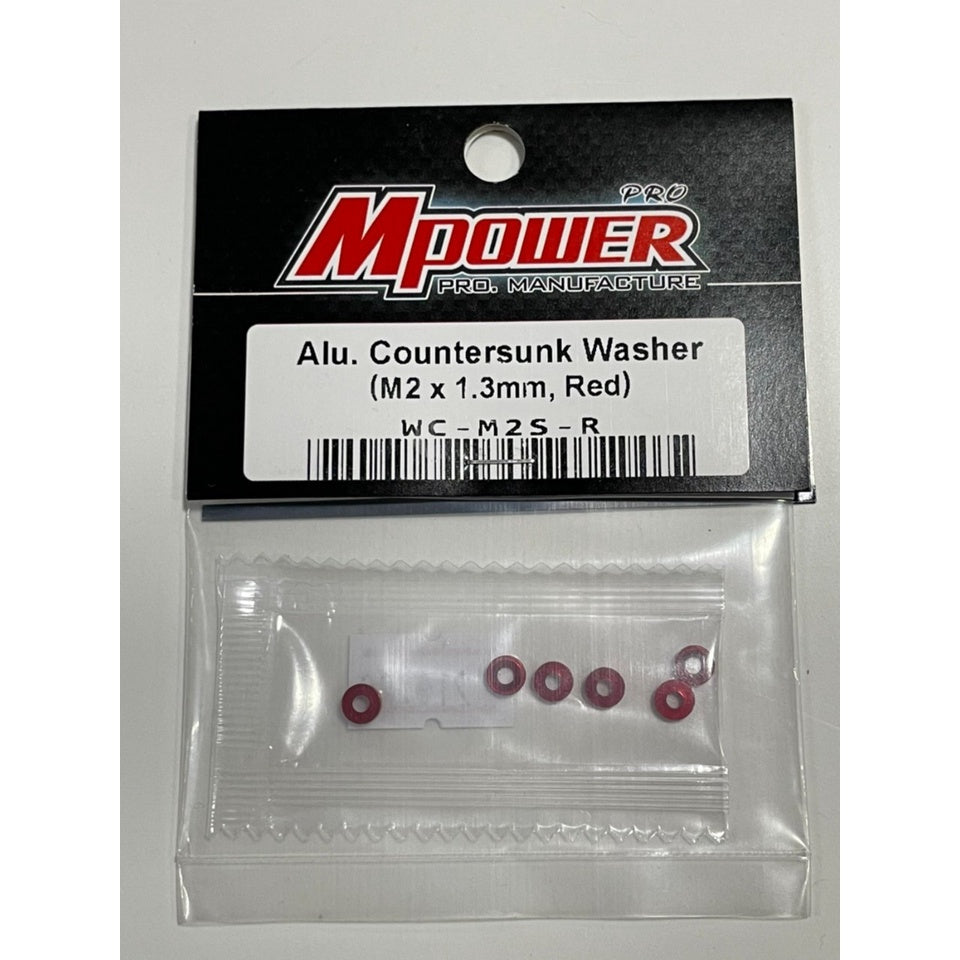 PRO
MPOWER
PRO. MANUFACTURE
Alu. Countersunk Washer
(M2 x 1.3mm, Red)
WC-M2S-R